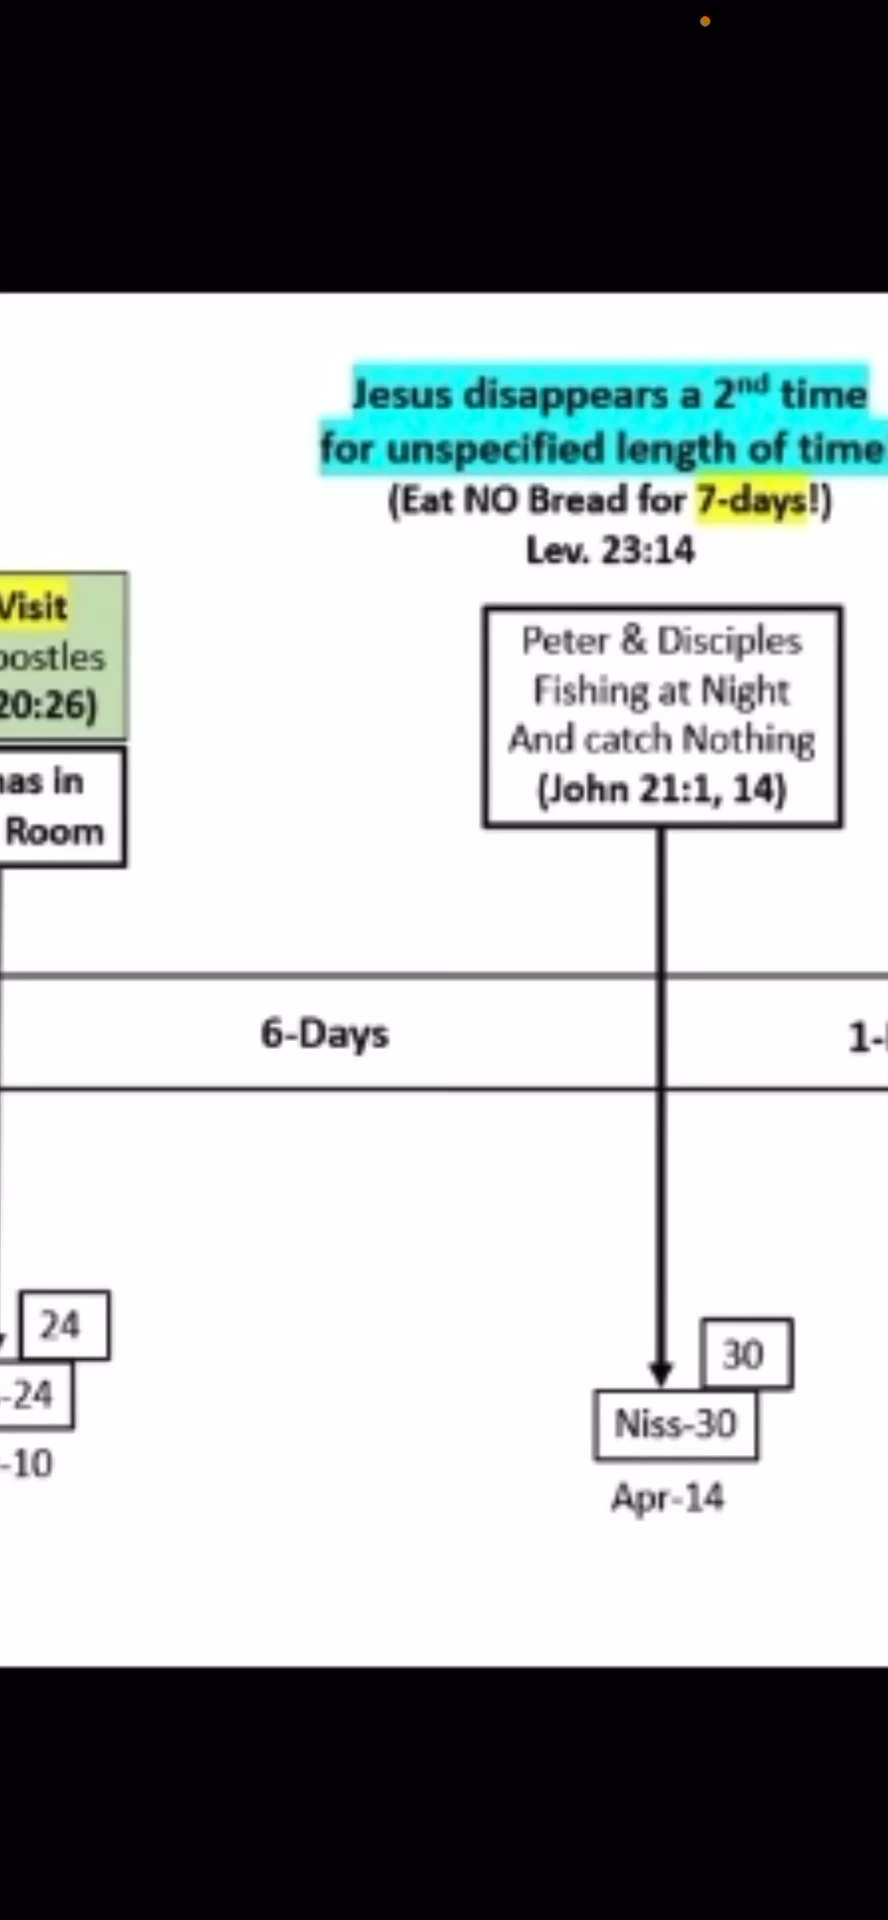 Jesus disappears a 2nd time
for unspecified length of time
(Eat NO Bread for 7-days!)
Lev. 23:14
Visit
20:26)
in
Room
Peter & Disciples
Fishing at Night
And catch Nothing
(John 21:1, 14)
6-Days
24
-24
-10
30
Niss-30
Apr-14